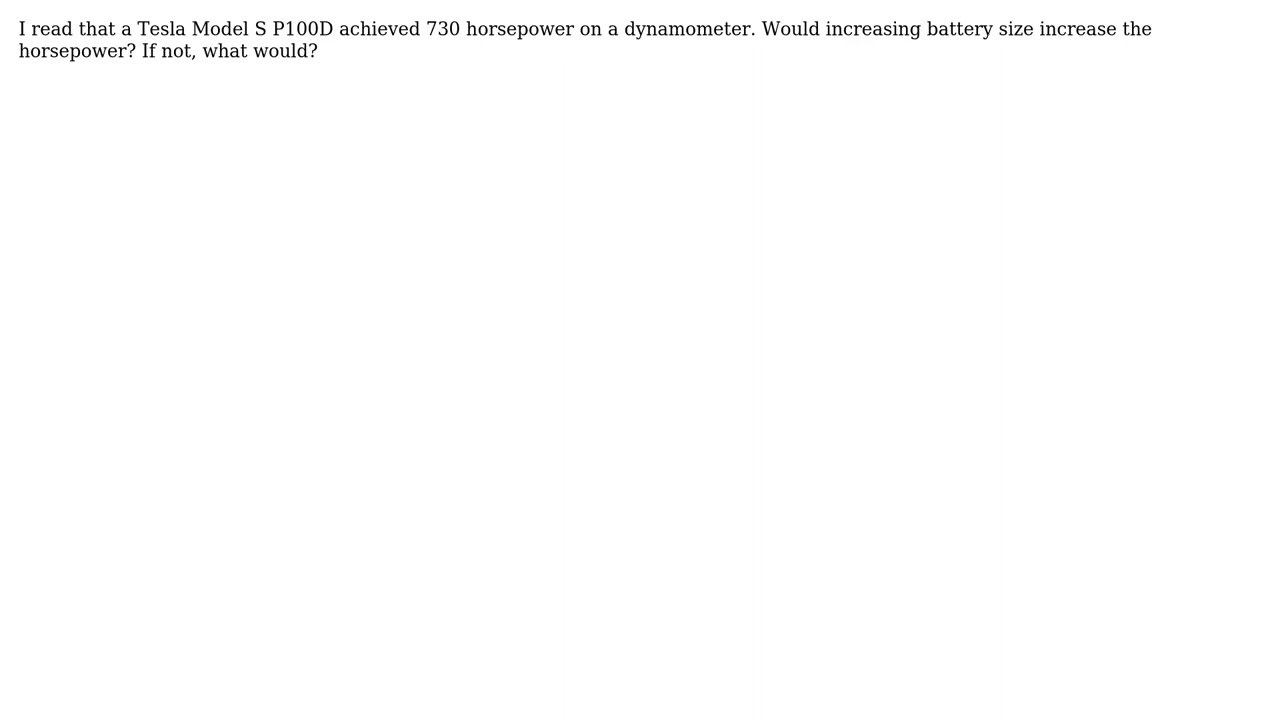 I read that a Tesla Model S P100D achieved 730 horsepower on a dynamometer. Would increasing battery size increase the
horsepower? If not, what would?